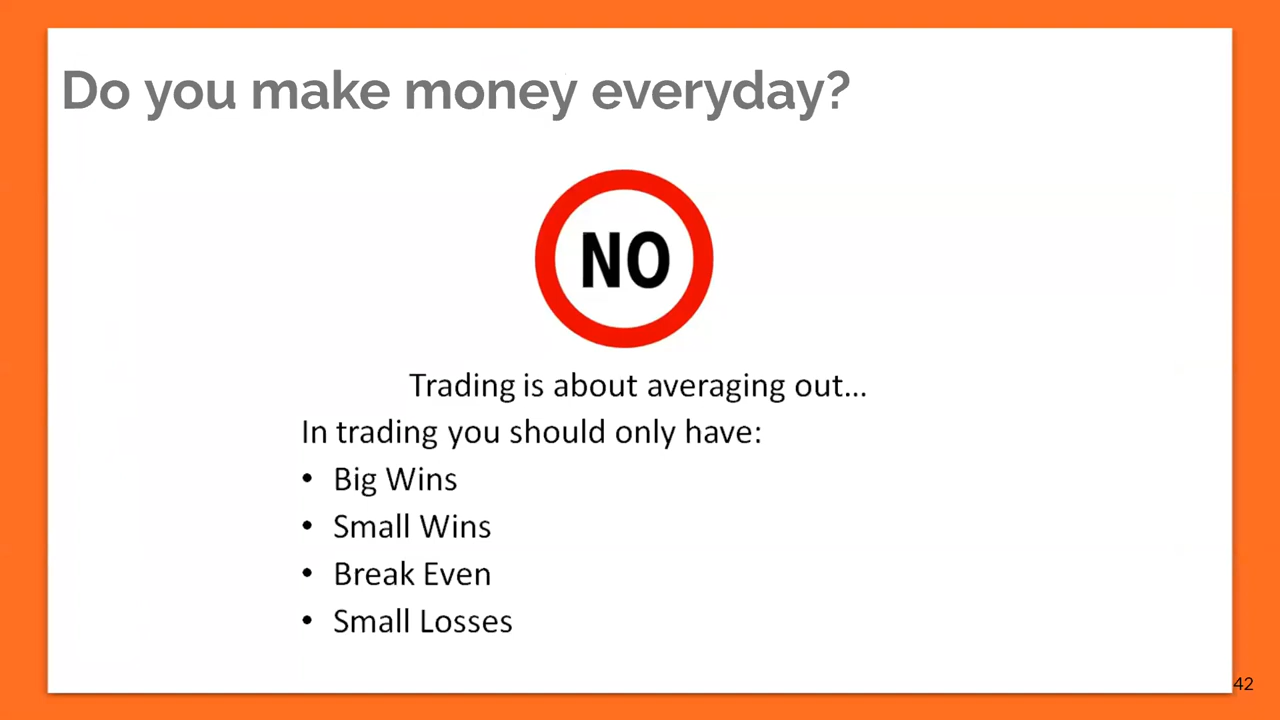 Do you make money everyday?
NO
Trading is about averaging out...
In trading you should only have:
• Big Wins
• Small Wins
• Break Even
• Small Losses
42